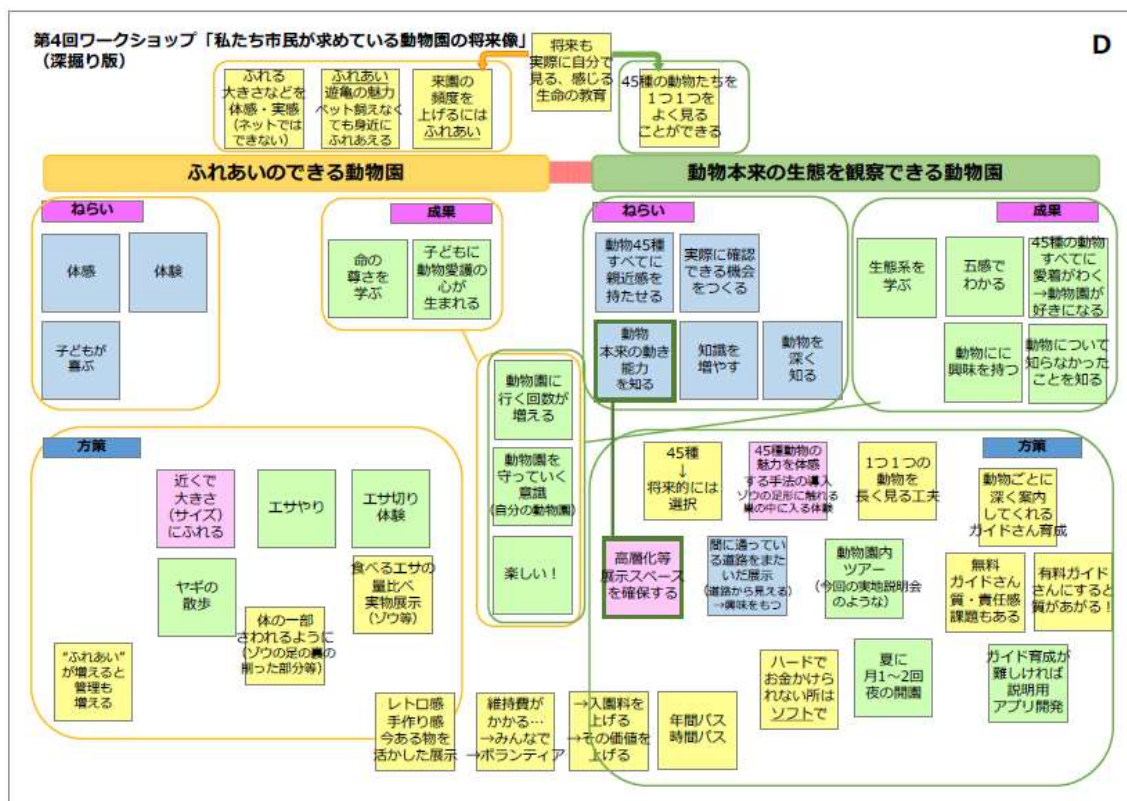 第4回ワークショップ「私たち市民が求めている動物園の将来像」
（深掘り版）
D
将来も
実際に自分で
見る、感じる
生命の教育
ふれる
大きさなどを
体感・実感
（ネットでは
できない）
ふれあい
遊亀の魅力
ペット飼えなく
ても身近に
ふれあえる
来園の
頻度を
上げるには
ふれあい
45種の動物たちを
1つ1つを
よく見る
ことができる
ふれあいのできる動物園
動物本来の生態を観察できる動物園
ねらい
体感
体験
子どもが
喜ぶ
成果
命の
尊さを
学ぶ
子どもに
動物愛護の
心が
生まれる
ねらい
動物45種
すべてに
親近感を
持たせる
実際に確認
できる機会
をつくる
動物
本来の動き
能力
を知る
知識を
増やす
動物を
深く
知る
成果
生態系を
学ぶ
五感で
わかる
45種の動物
すべてに
愛着がわく
→動物園が
好きになる
動物にに
興味を持つ
動物について
知らなかった
ことを知る
動物園に
行く回数が
増える
動物園を
守っていく
意識
(自分の動物園)
楽しい！
方策
近くで
大きさ
（サイズ）
にふれる
エサやり
エサ切り
体験
ヤギの
散歩
食べるエサの
量比べ
実物展示
（ゾウ等）
体の一部
さわれるように
（ゾウの足の裏の
削った部分等）
“ふれあい”
が増えると
管理も
増える
方策
45種
↓
将来的には
選択
45種動物の
魅力を体感
する手法の導入
ゾウの足形に触れる
巣の中に入る体験
1つ1つの
動物を
長く見る工夫
動物ごとに
深く案内
してくれる
ガイドさん育成
高層化等
展示スペース
を確保する
間に通ってい
る道路をまた
いだ展示
（道路から見える）
→興味をもつ
動物園内
ツアー
（今回の実地説明会
のような）
無料
ガイドさん
質・責任感
課題もある
有料ガイド
さんにすると
質があがる！
ハードで
お金かけら
れない所は
ソフトで
夏に
月1～2回
夜の開園
ガイド育成が
難しければ
説明用
アプリ開発
レトロ感
手作り感
今ある物を
活かした展示
維持費が
かかる…
→みんなで
→ボランティア
→入園料を
上げる
→その価値を
上げる
年間パス
時間パス